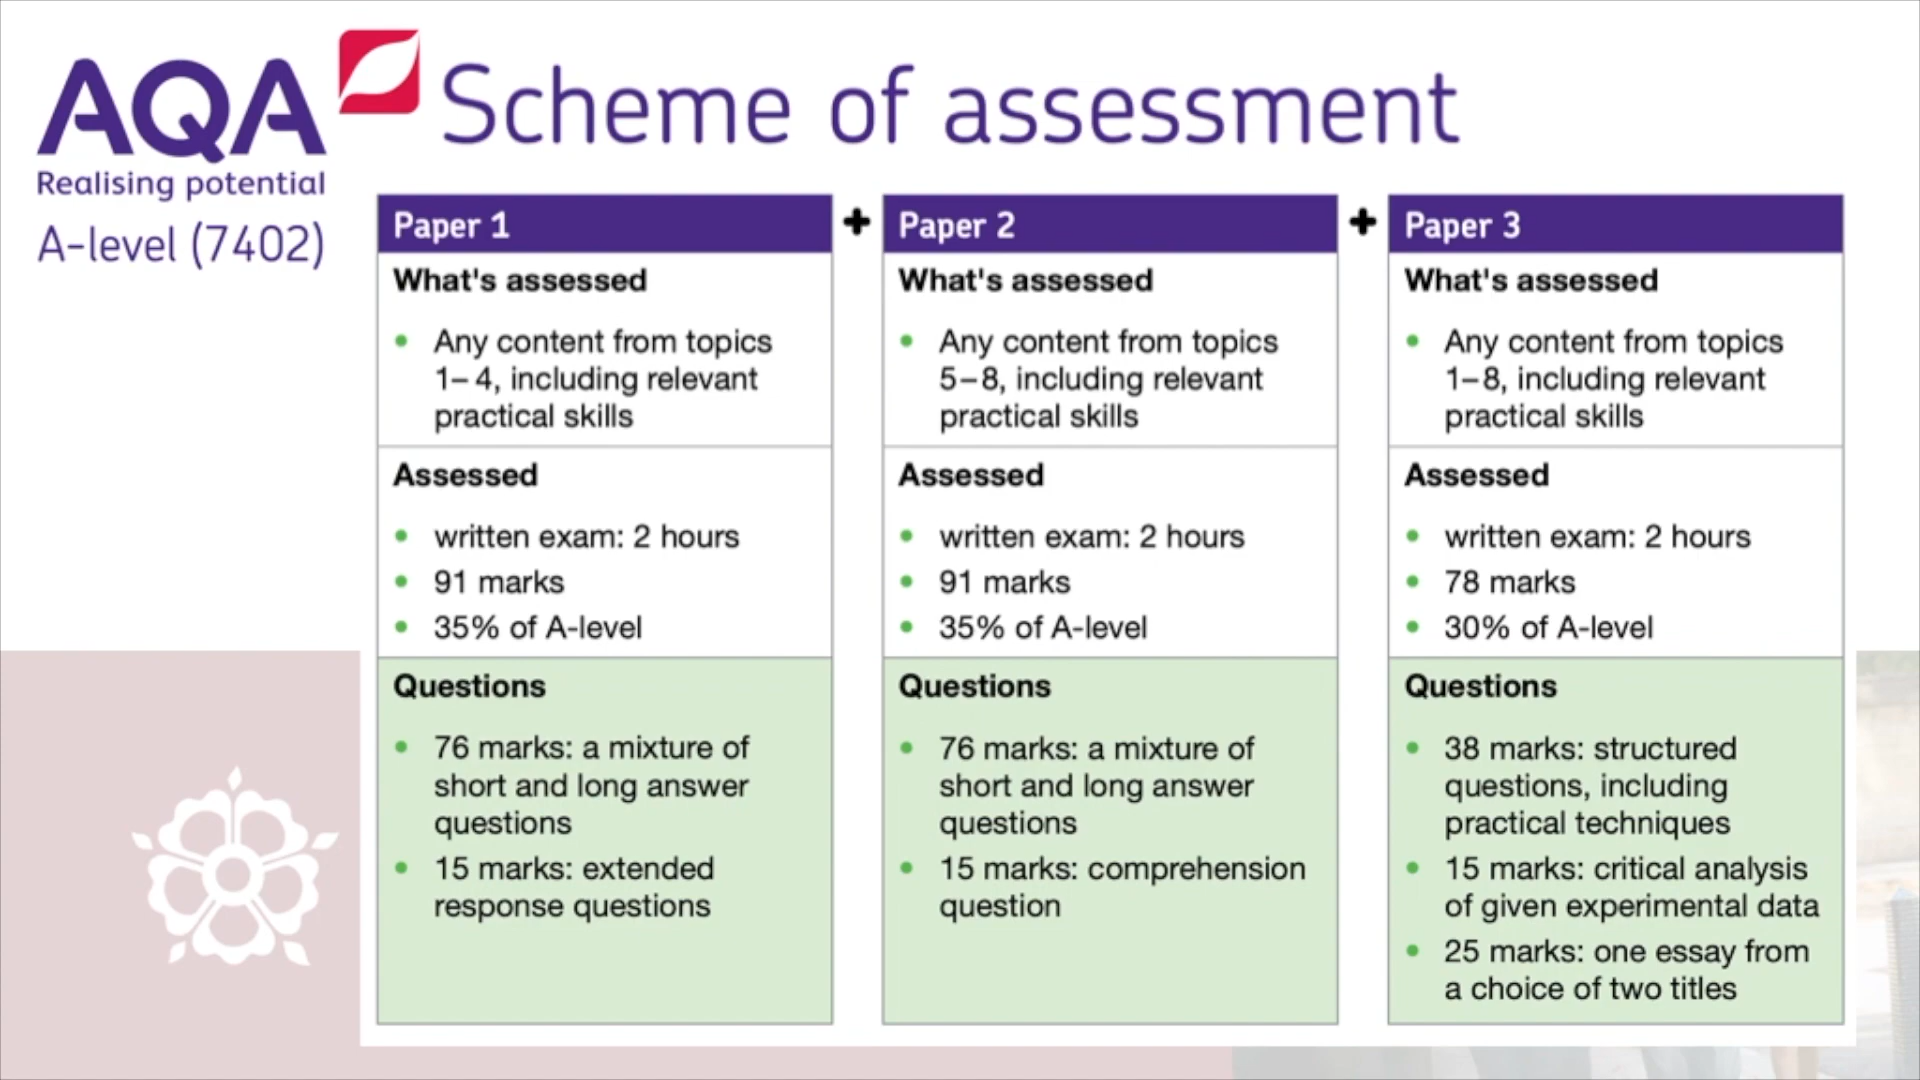 AQA
Realising potential
A-level (7402)
Scheme of assessment
Paper 1
What's assessed
• Any content from topics
1– 4, including relevant
practical skills
Assessed
• written exam: 2 hours
• 91 marks
• 35% of A-level
Questions
• 76 marks: a mixture of
short and long answer
questions
• 15 marks: extended
response questions
+
Paper 2
What's assessed
• Any content from topics
5–8, including relevant
practical skills
Assessed
• written exam: 2 hours
• 91 marks
• 35% of A-level
Questions
• 76 marks: a mixture of
short and long answer
questions
• 15 marks: comprehension
question
+
Paper 3
What's assessed
• Any content from topics
1–8, including relevant
practical skills
Assessed
• written exam: 2 hours
• 78 marks
• 30% of A-level
Questions
• 38 marks: structured
questions, including
practical techniques
• 15 marks: critical analysis
of given experimental data
• 25 marks: one essay from
a choice of two titles